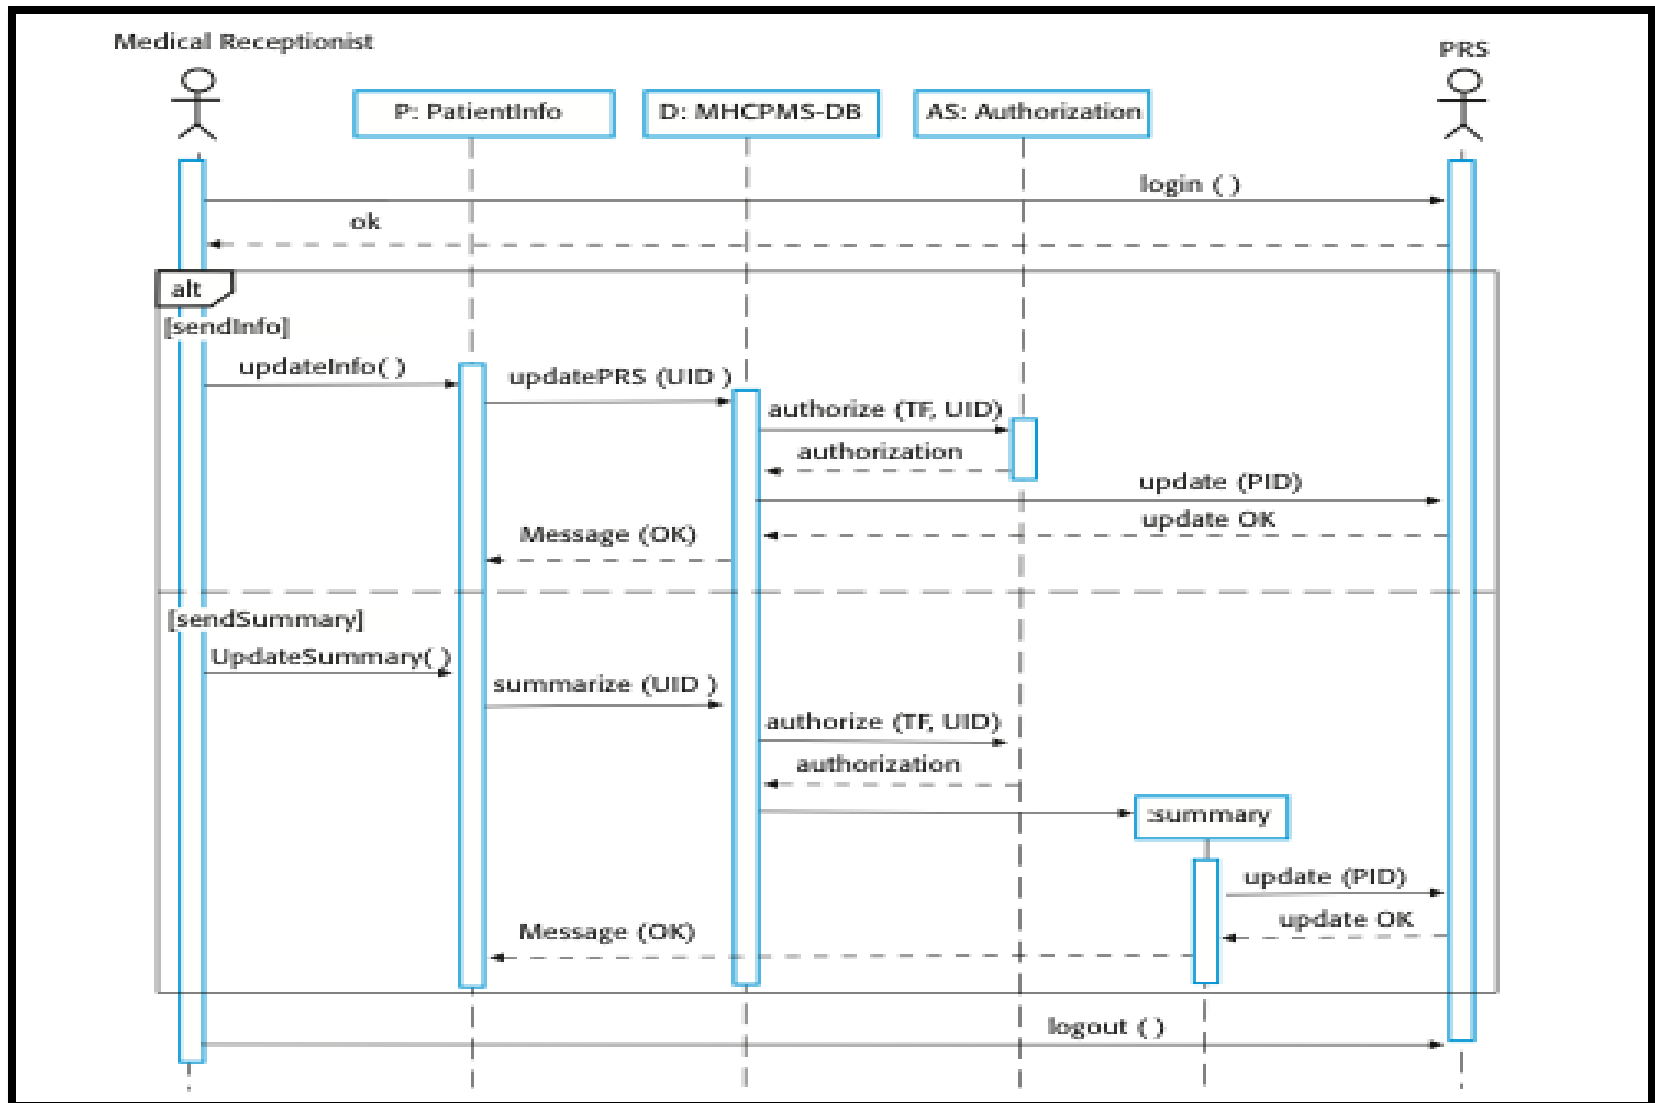 Medical Receptionist
PRS
P: PatientInfo
D: MHCPMS-DB
AS: Authorization
login ( )
ok
alt
[sendInfo]
updateInfo( )
updatePRS (UID )
authorize (TF, UID)
authorization
update (PID)
update OK
Message (OK)
[sendSummary]
UpdateSummary( )
summarize (UID )
authorize (TF, UID)
authorization
:summary
update (PID)
update OK
Message (OK)
logout ( )